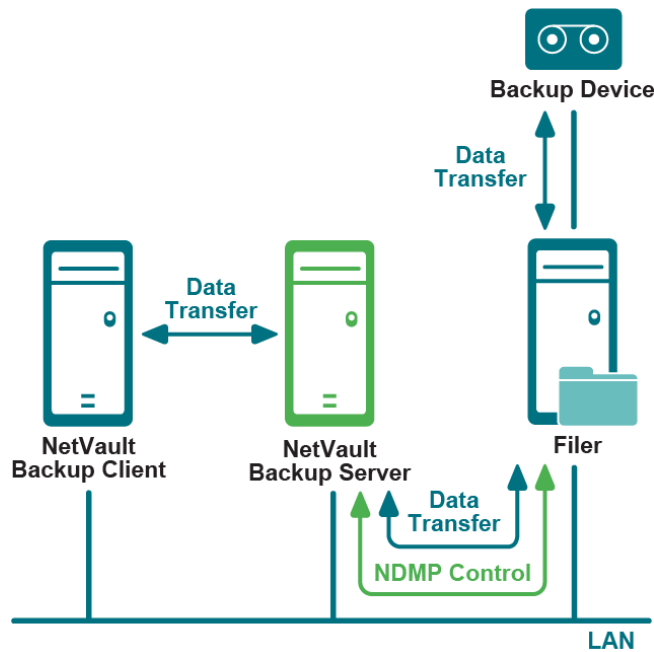 Backup Device
Data
Transfer
Data
Transfer
NetVault
Backup Client
NetVault
Backup Server
Filer
Data
Transfer
NDMP Control
LAN